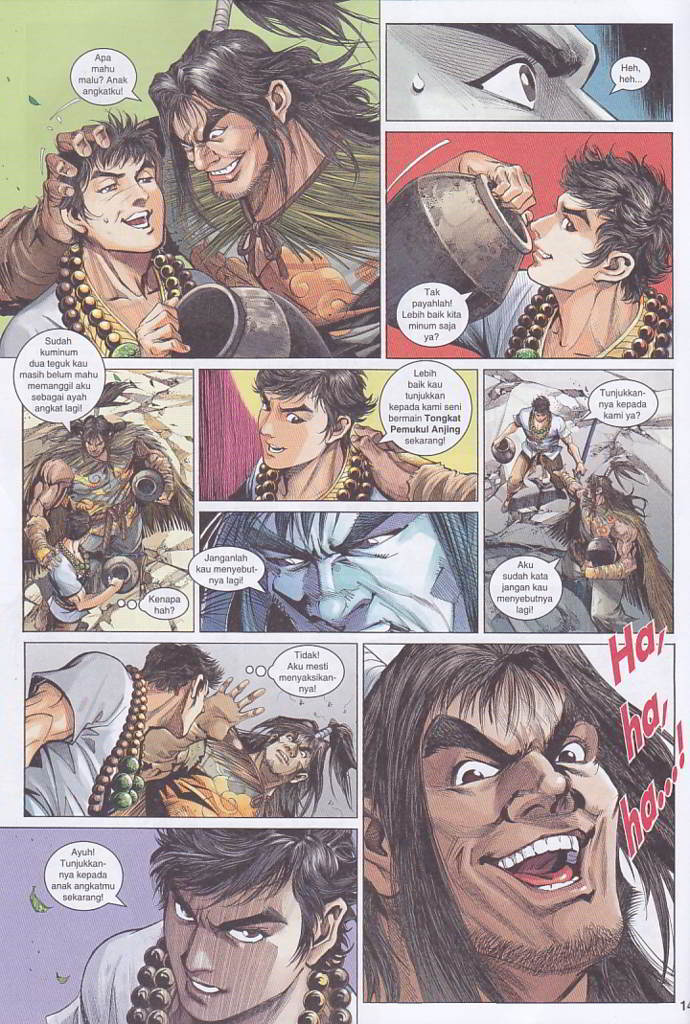 Apa
mahu
malu? Anak
angkatku!
Heh,
heh...
Tak
payahlah!
Lebih baik kita
minum saja
ya?
Sudah
kuminum
dua teguk kau
masih belum mahu
memanggil aku
sebagai ayah
angkat lagi!
Kenapa
hah?
Lebih
baik kau
tunjukkan
kepada kami seni
bermain Tongkat
Pemukul Anjing
sekarang!
Janganlah
kau menyebut-
nya lagi!
Tunjukkan-
nya kepada
kami ya?
Aku
sudah kata
jangan kamu
menyebutnya
lagi!
Tidak!
Aku mesti
menyaksikan-
nya!
Ha,
ha,
ha...!
Ayuh!
Tunjukkan-
nya kepada
anak angkatmu
sekarang!
14